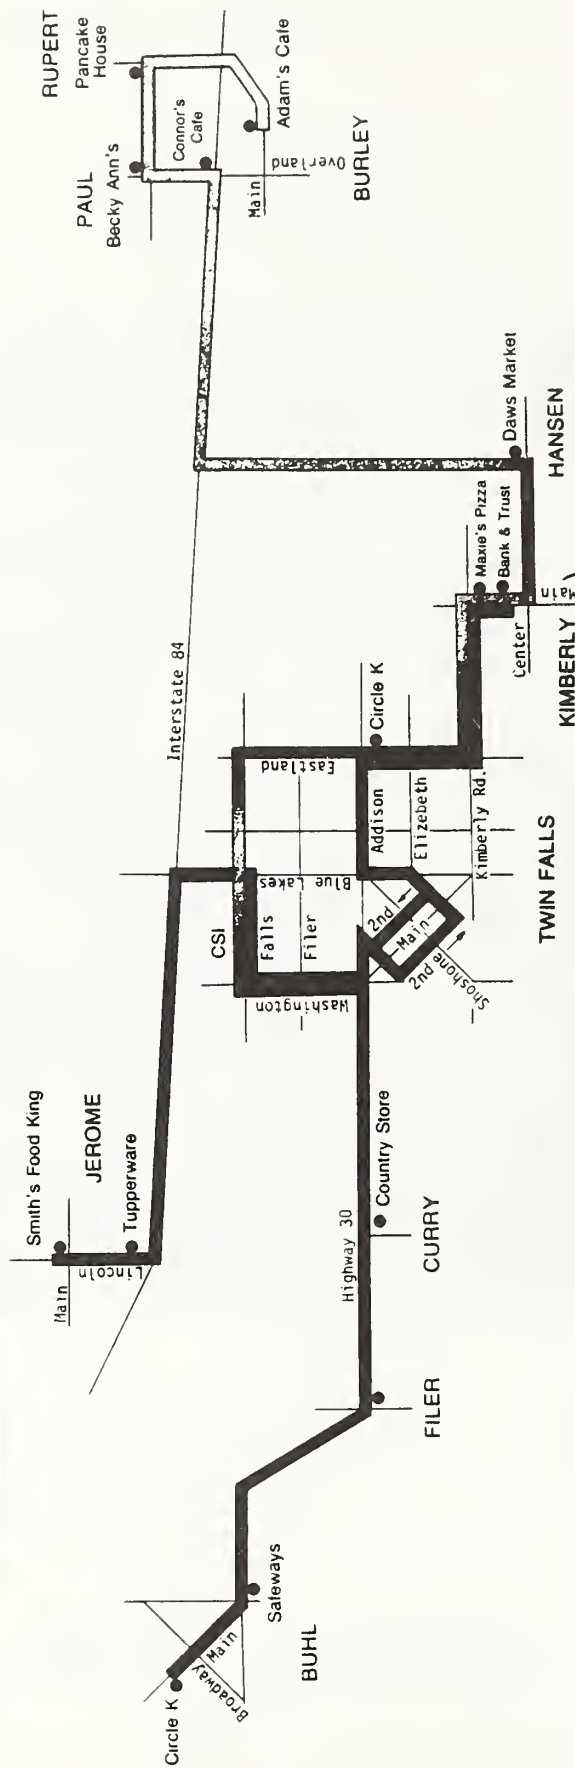 RUPERT
Pancake
House
PAUL
Becky Ann's
Connor's
Cafe
Adam's Cafe
Main
Overland
BURLEY
Interstate 84
Daws Market
HANSEN
Maxie's Pizza
Bank & Trust
Main
Center
KIMBERLY
Circle K
Eastland
Addison
Elizebeth
Kimberly Rd.
Blue Lakes
CSI
Falls
Filer
Washington
2nd
Main
2nd
Shoshone
TWIN FALLS
Smith's Food King
JEROME
Tupperware
Main
Lincoln
Country Store
Highway 30
CURRY
FILER
Safeways
Circle K
Main
Broadway
BUHL